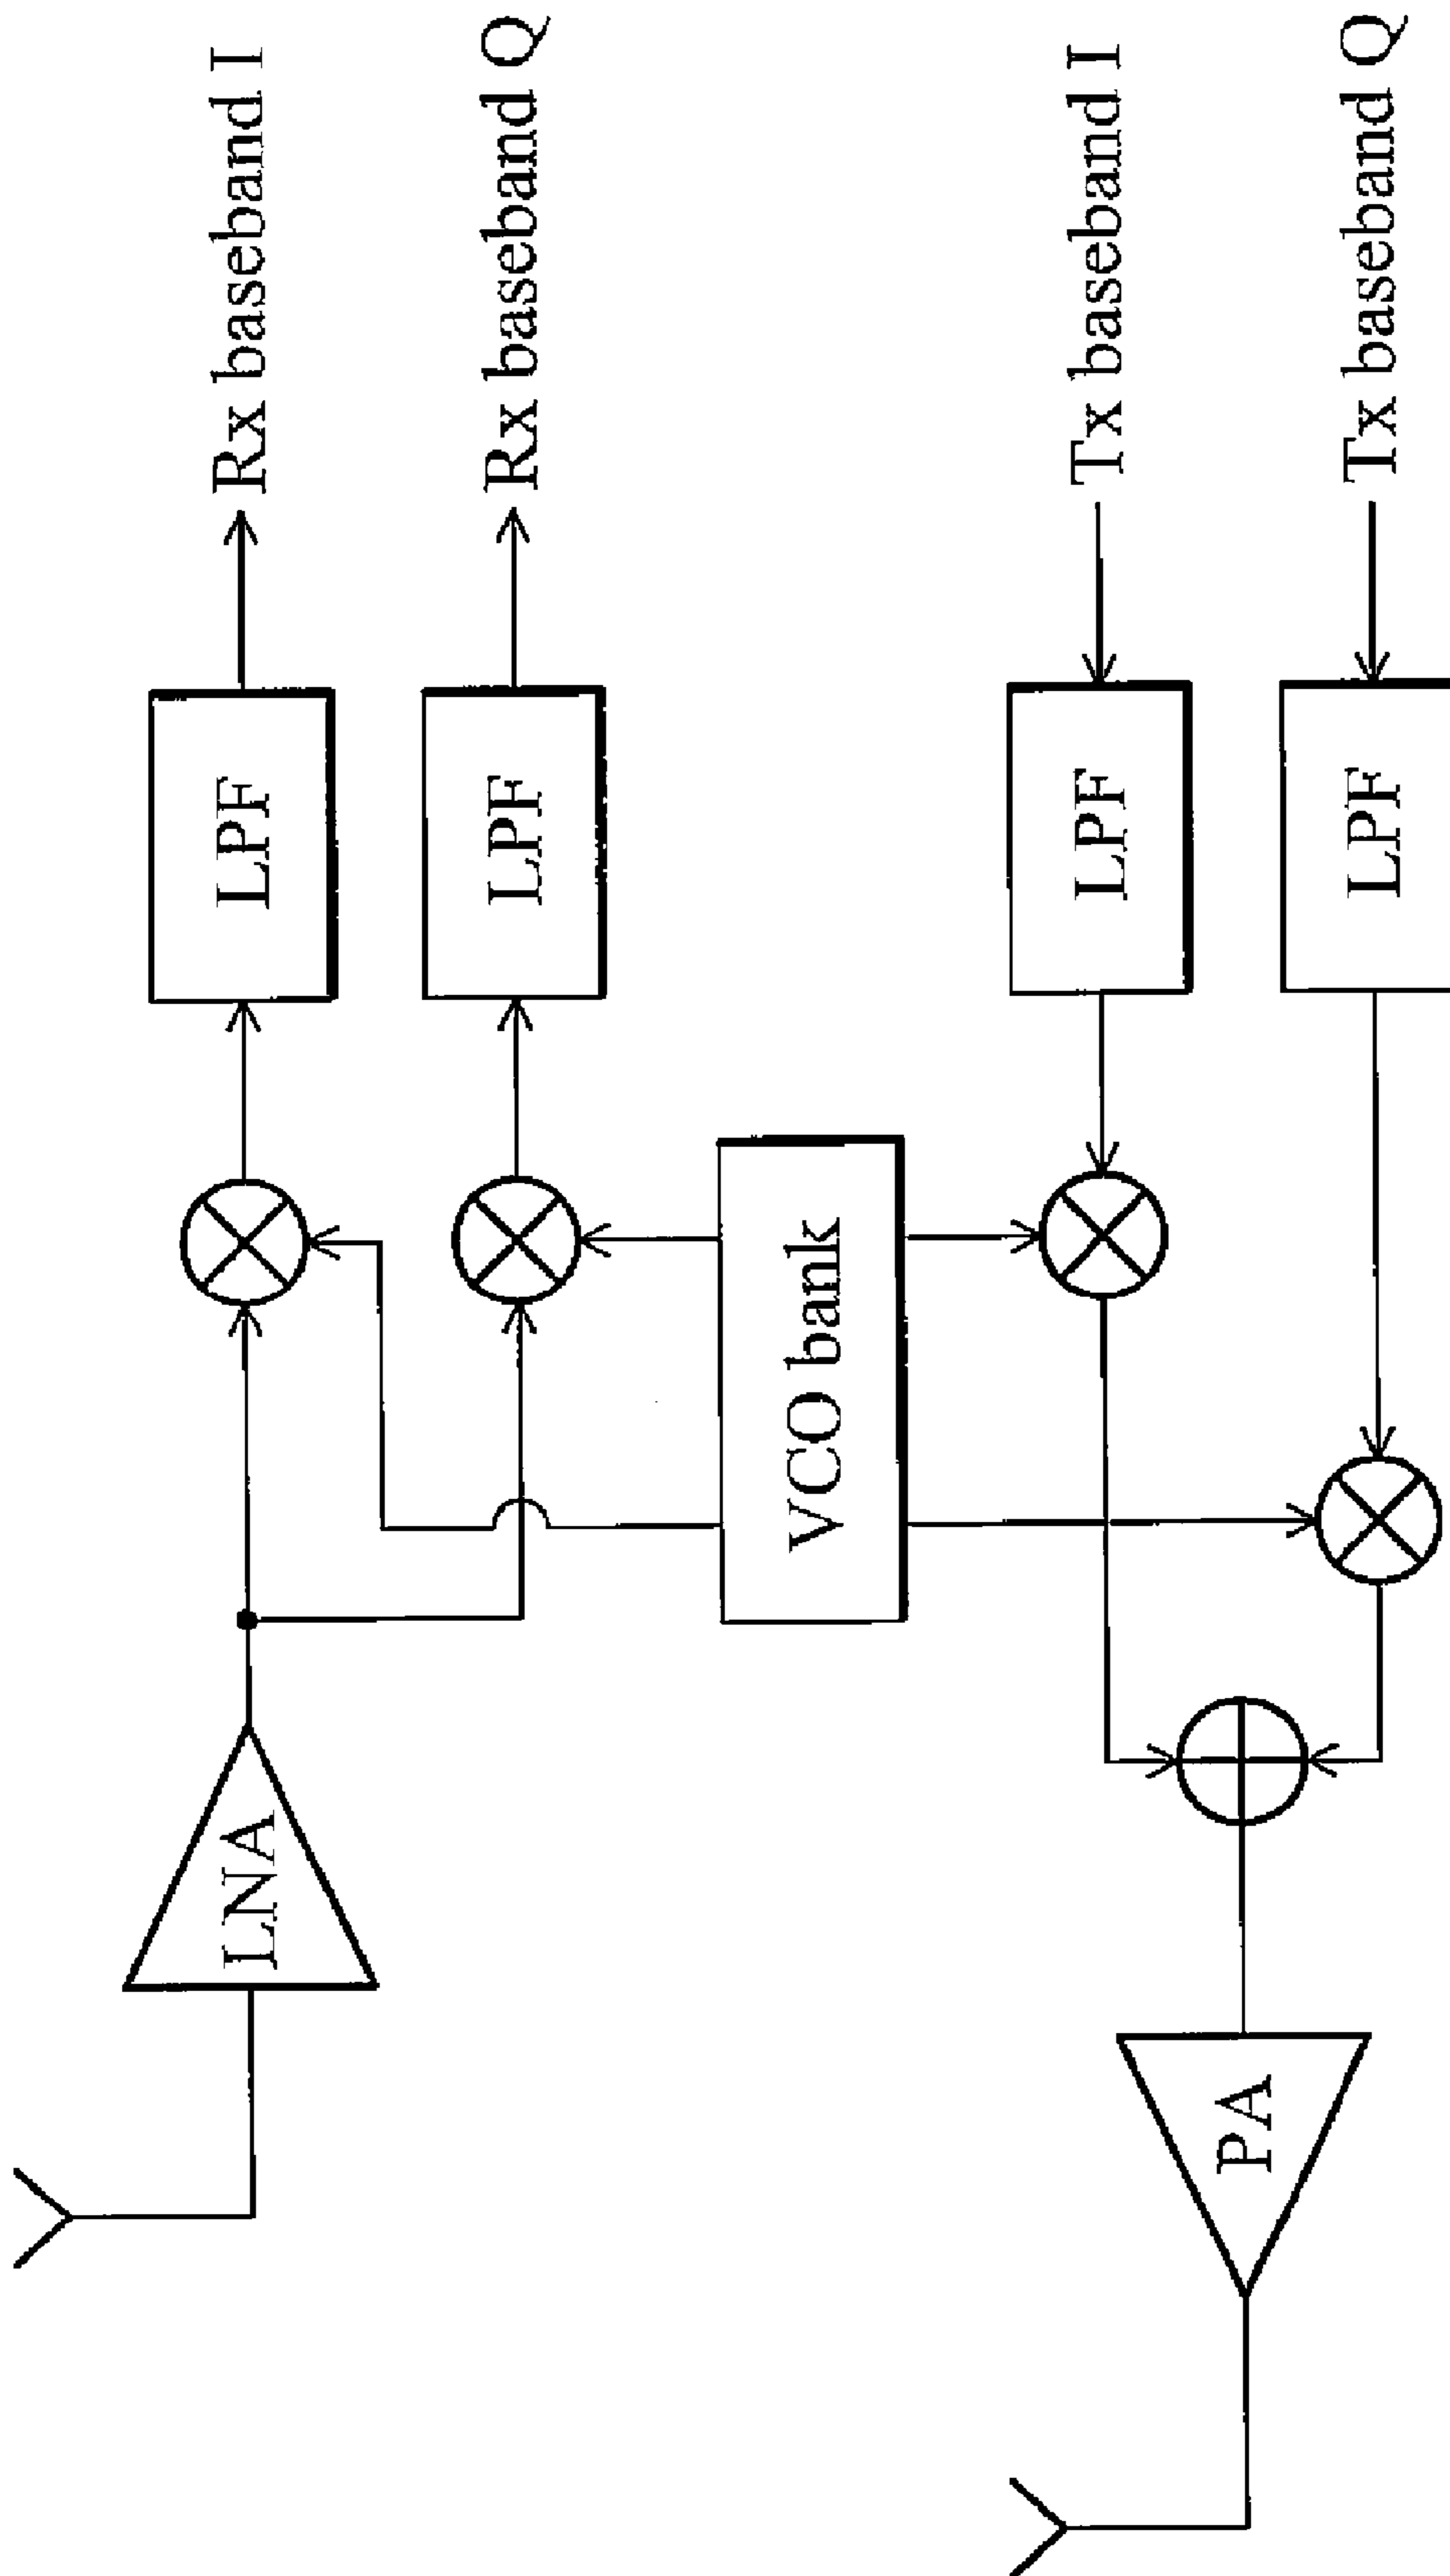 Rx baseband I
LPF
LNA
Rx baseband Q
LPF
VCO bank
Tx baseband I
LPF
PA
Tx baseband Q
LPF